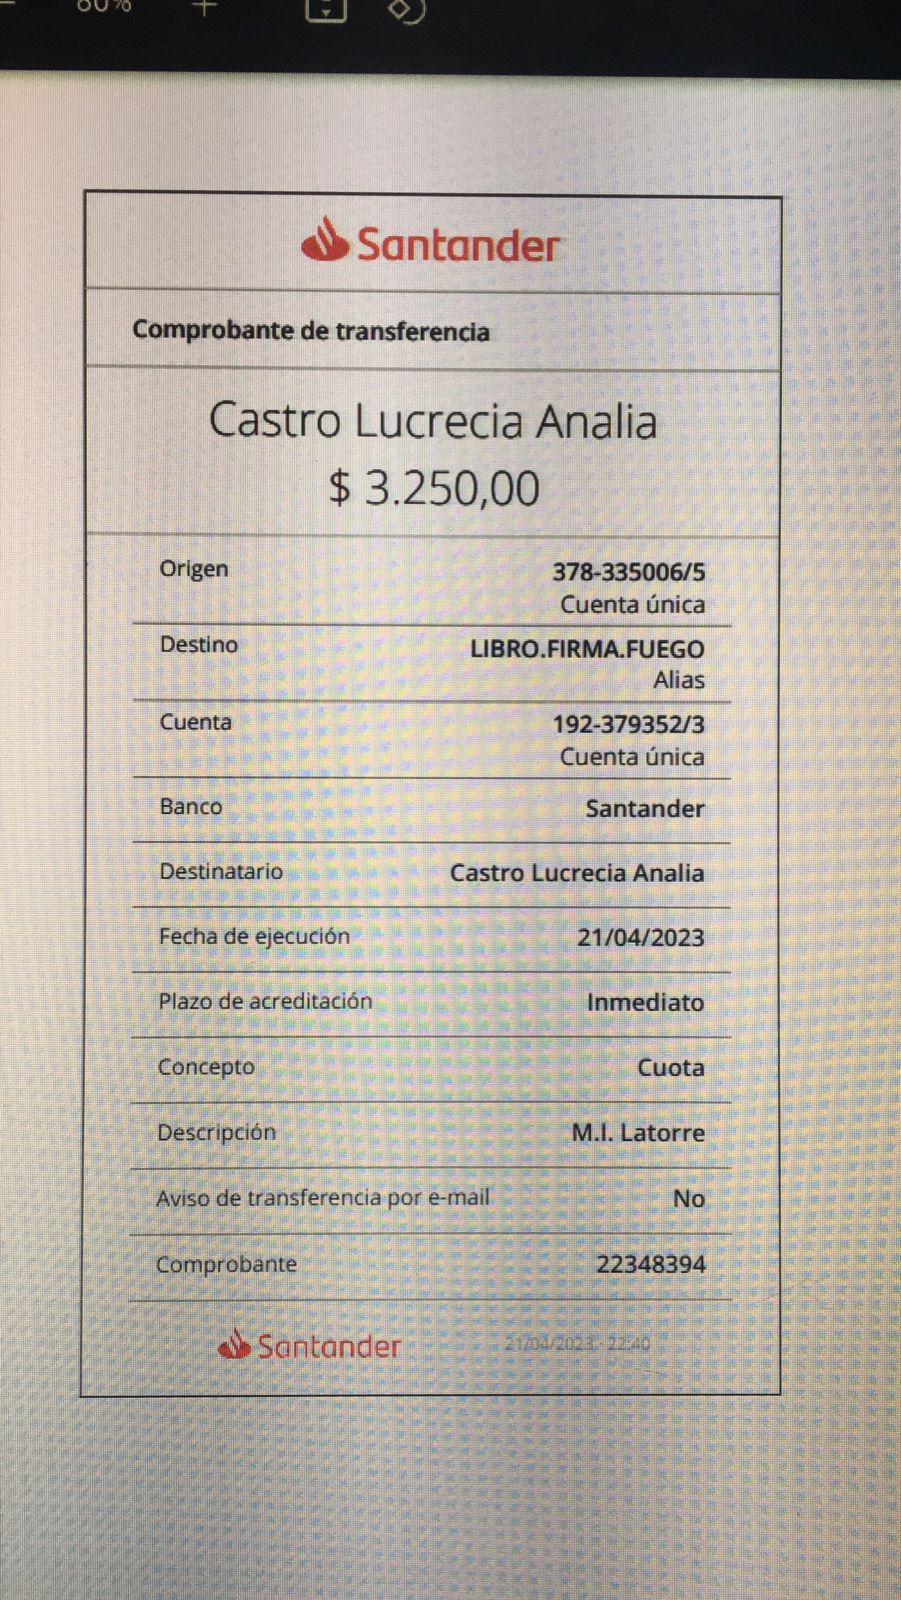 80%
Santander
Comprobante de transferencia
Castro Lucrecia Analia
$ 3.250,00
Origen 378-335006/5
Cuenta única
Destino LIBRO.FIRMA.FUEGO
Alias
Cuenta 192-379352/3
Cuenta única
Banco Santander
Destinatario Castro Lucrecia Analia
Fecha de ejecución 21/04/2023
Plazo de acreditación Inmediato
Concepto Cuota
Descripción M.I. Latorre
Aviso de transferencia por e-mail No
Comprobante 22348394
Santander 21/04/2023 - 22:40